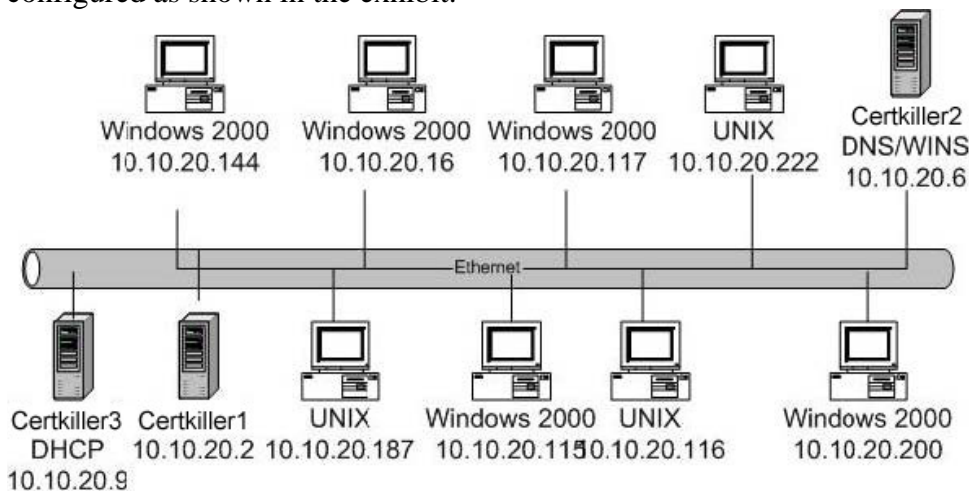 configured as shown in the exhibit.
Windows 2000
10.10.20.144
Windows 2000
10.10.20.16
Windows 2000
10.10.20.117
UNIX
10.10.20.222
Certkiller2
DNS/WINS
10.10.20.6
Ethernet
Certkiller3
DHCP
10.10.20.9
Certkiller1
10.10.20.2
UNIX
10.10.20.187
Windows 2000
10.10.20.115
UNIX
10.10.20.116
Windows 2000
10.10.20.200